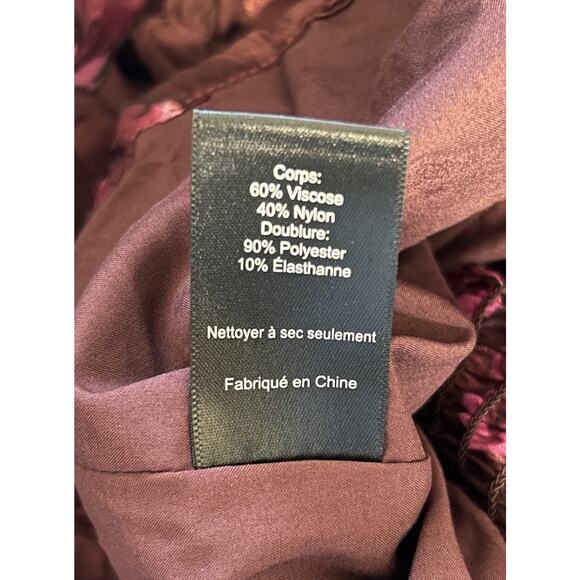 Corps:
60% Viscose
40% Nylon
Doublure:
90% Polyester
10% Élasthanne
Nettoyer à sec seulement
Fabriqué en Chine